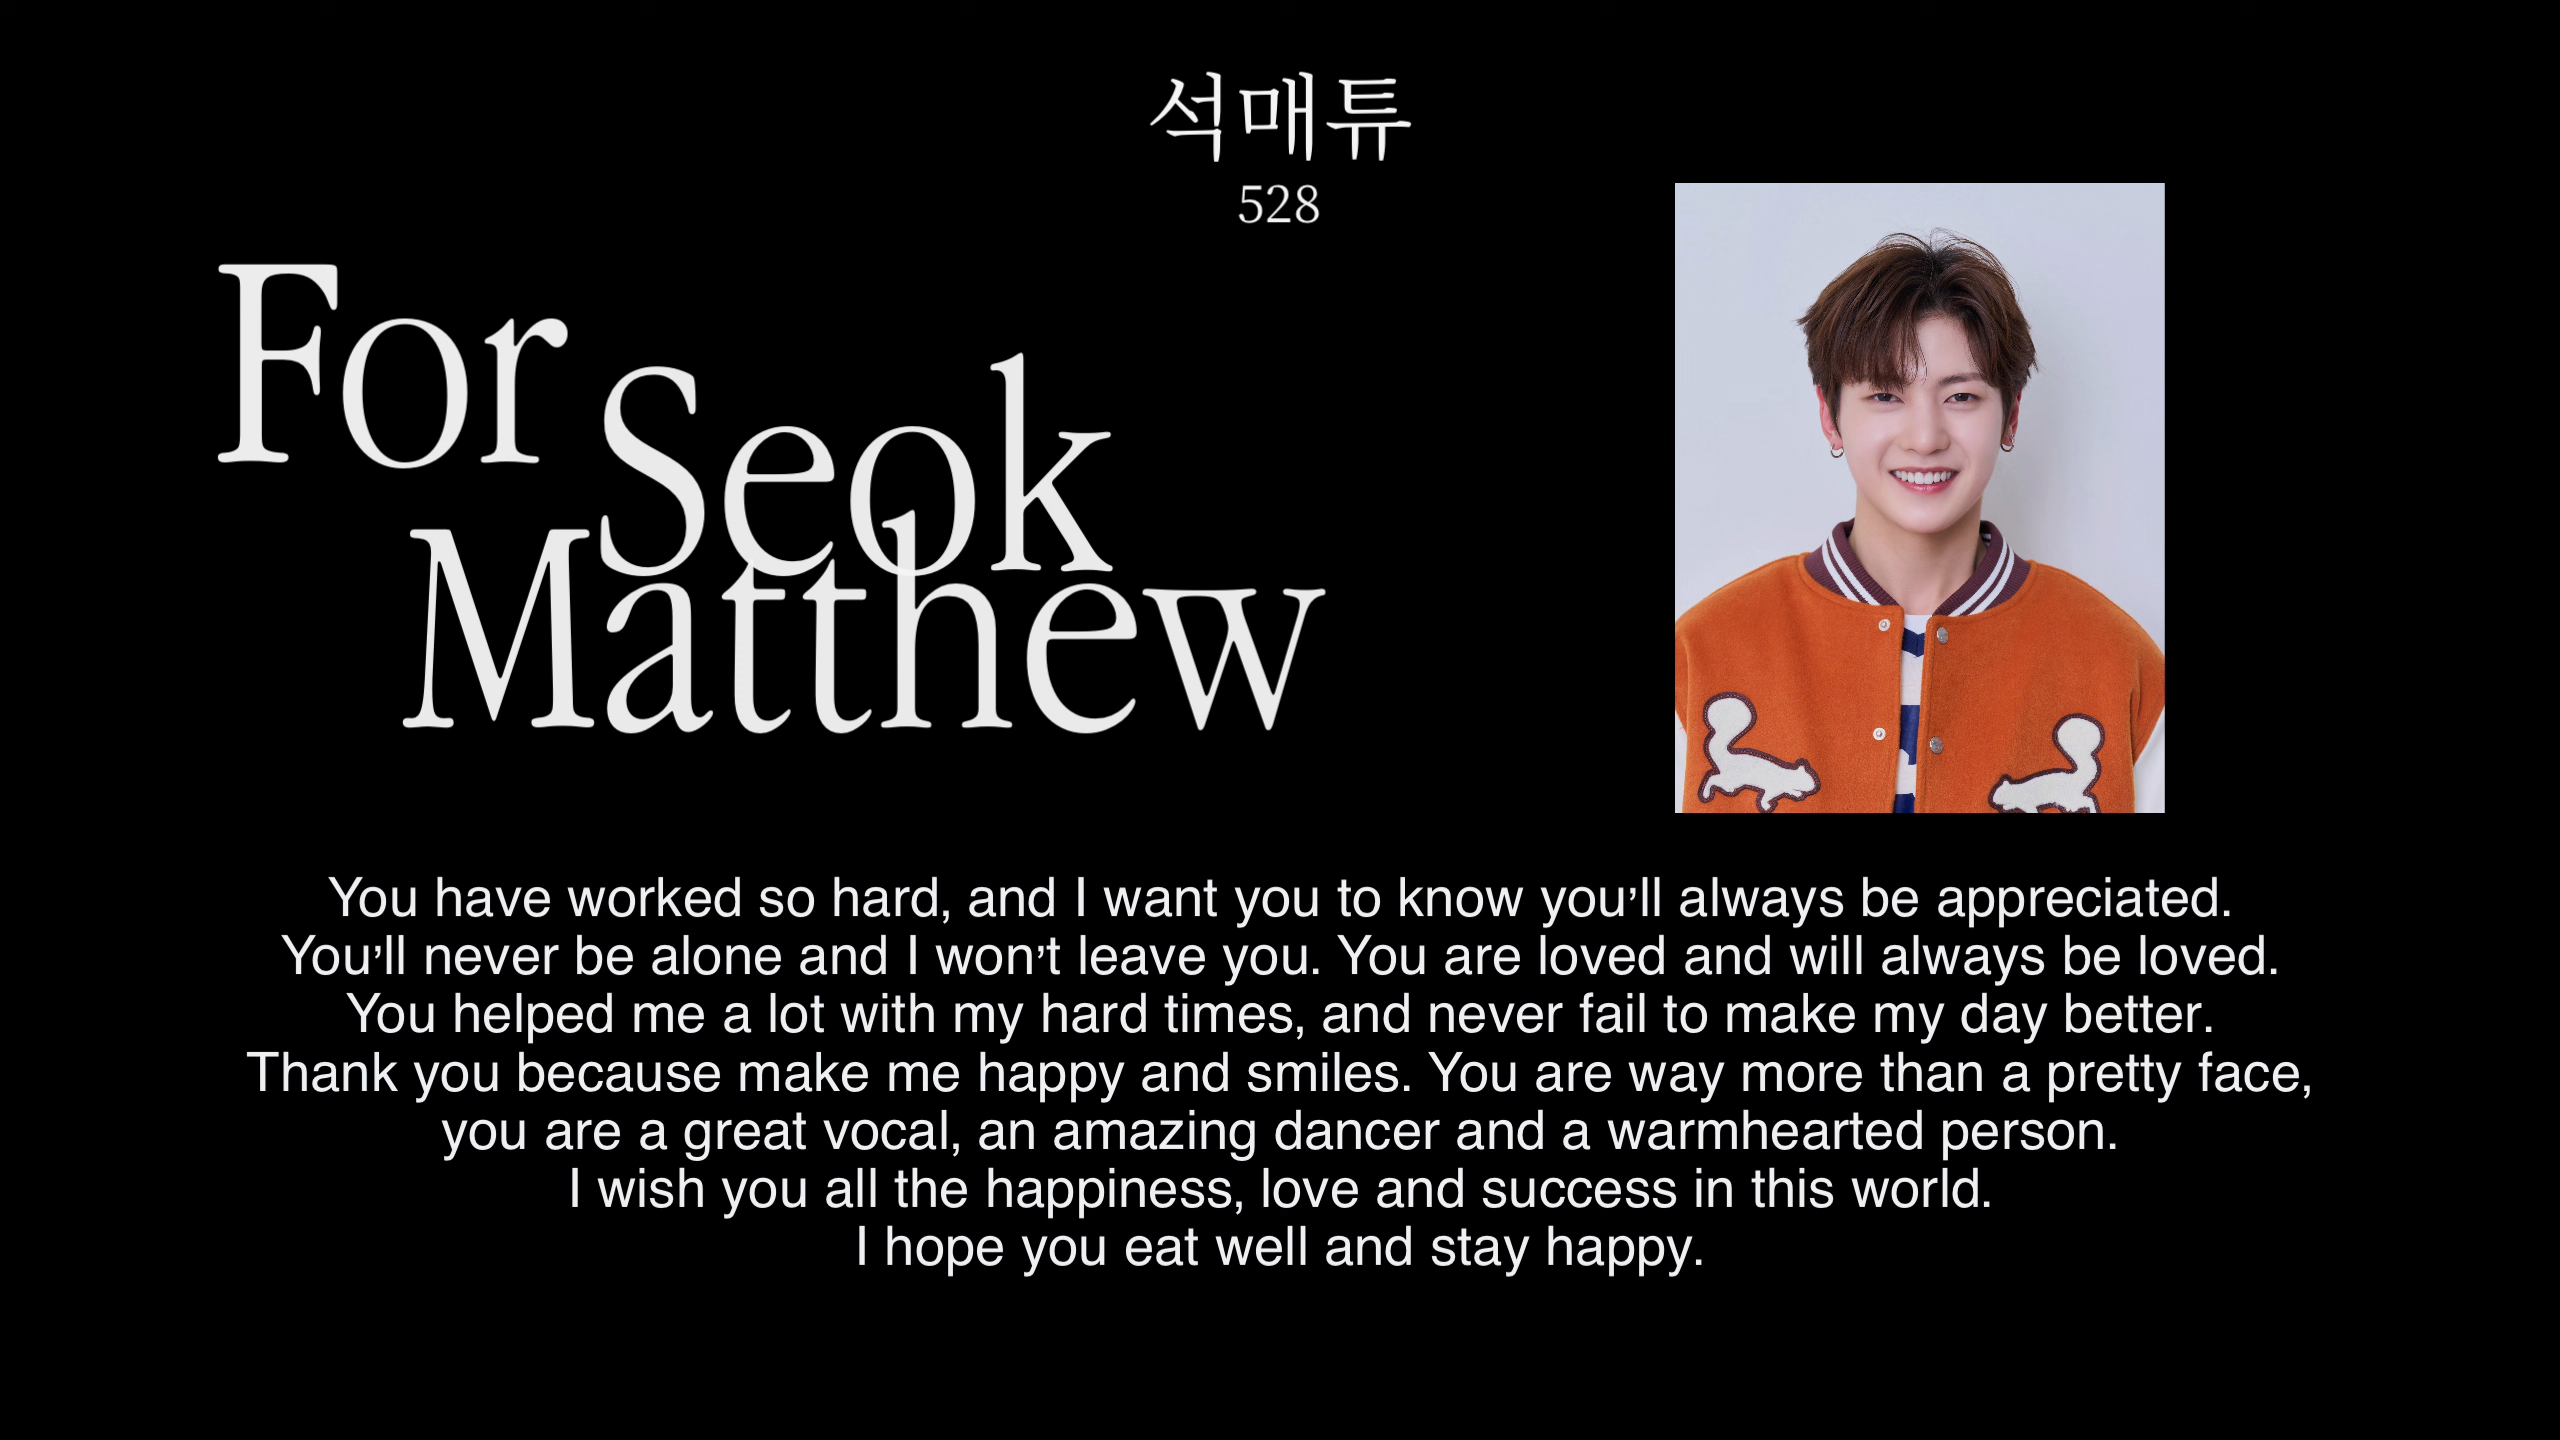 석매튜
528
For Seok
Matthew
You have worked so hard, and I want you to know you’ll always be appreciated.
You’ll never be alone and I won’t leave you. You are loved and will always be loved.
You helped me a lot with my hard times, and never fail to make my day better.
Thank you because make me happy and smiles. You are way more than a pretty face,
you are a great vocal, an amazing dancer and a warmhearted person.
I wish you all the happiness, love and success in this world.
I hope you eat well and stay happy.